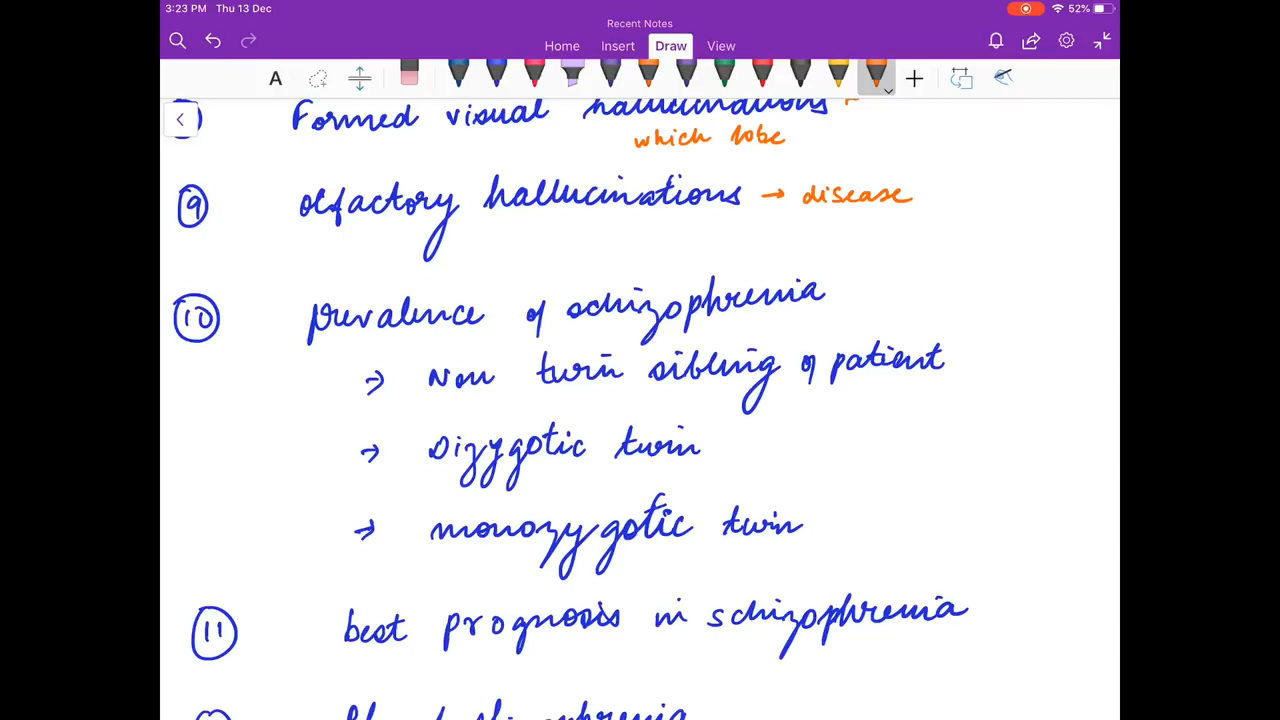 3:23 PM Thu 13 Dec
52%
Recent Notes
Home Insert Draw View
A
Formed visual hallucinations
which lobe
9 olfactory hallucinations → disease
10 prevalence of schizophrenia
→ Non twin sibling of patient
→ Dizygotic twin
→ monozygotic twin
11 best prognosis in schizophrenia